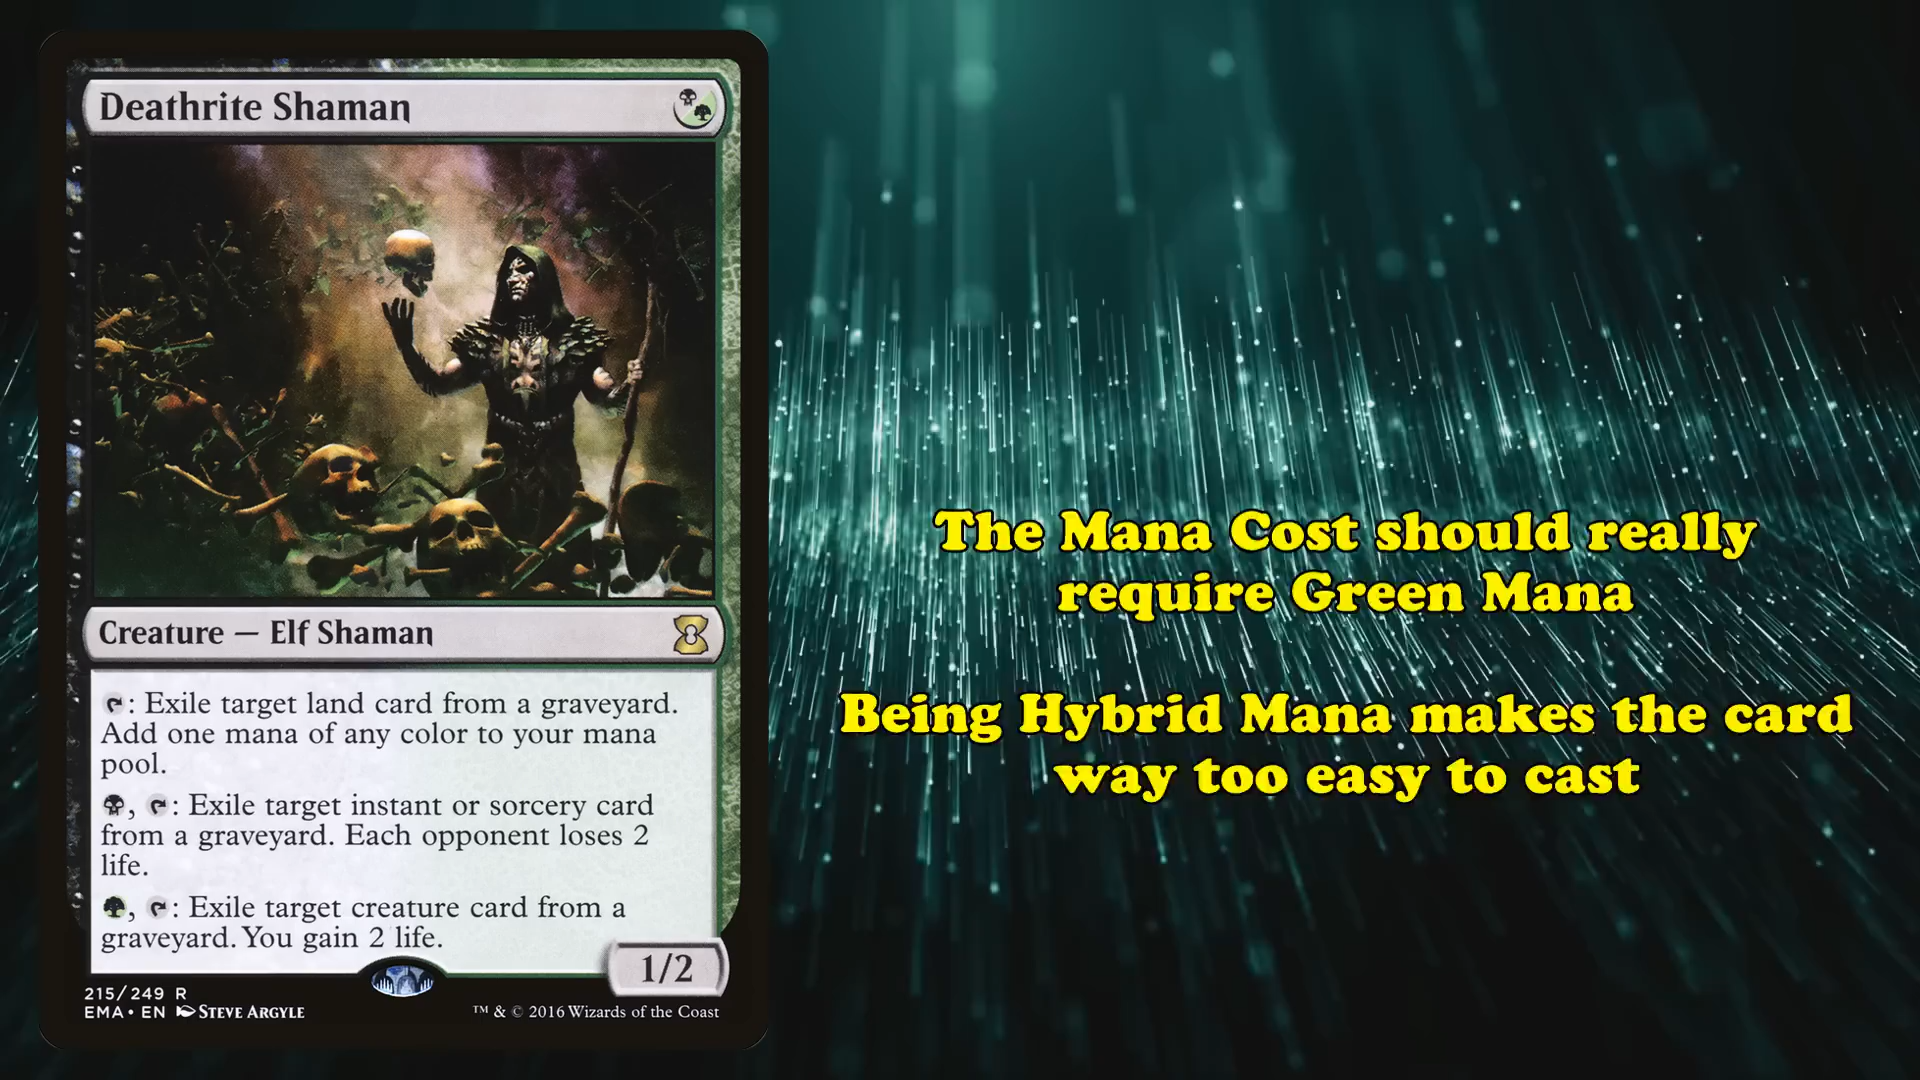 Deathrite Shaman
Creature — Elf Shaman
: Exile target land card from a graveyard.
Add one mana of any color to your mana
pool.
, : Exile target instant or sorcery card
from a graveyard. Each opponent loses 2
life.
, : Exile target creature card from a
graveyard. You gain 2 life.
1/2
215/249 R
EMA • EN STEVE ARGYLE
™ & © 2016 Wizards of the Coast
The Mana Cost should really
require Green Mana
Being Hybrid Mana makes the card
way too easy to cast